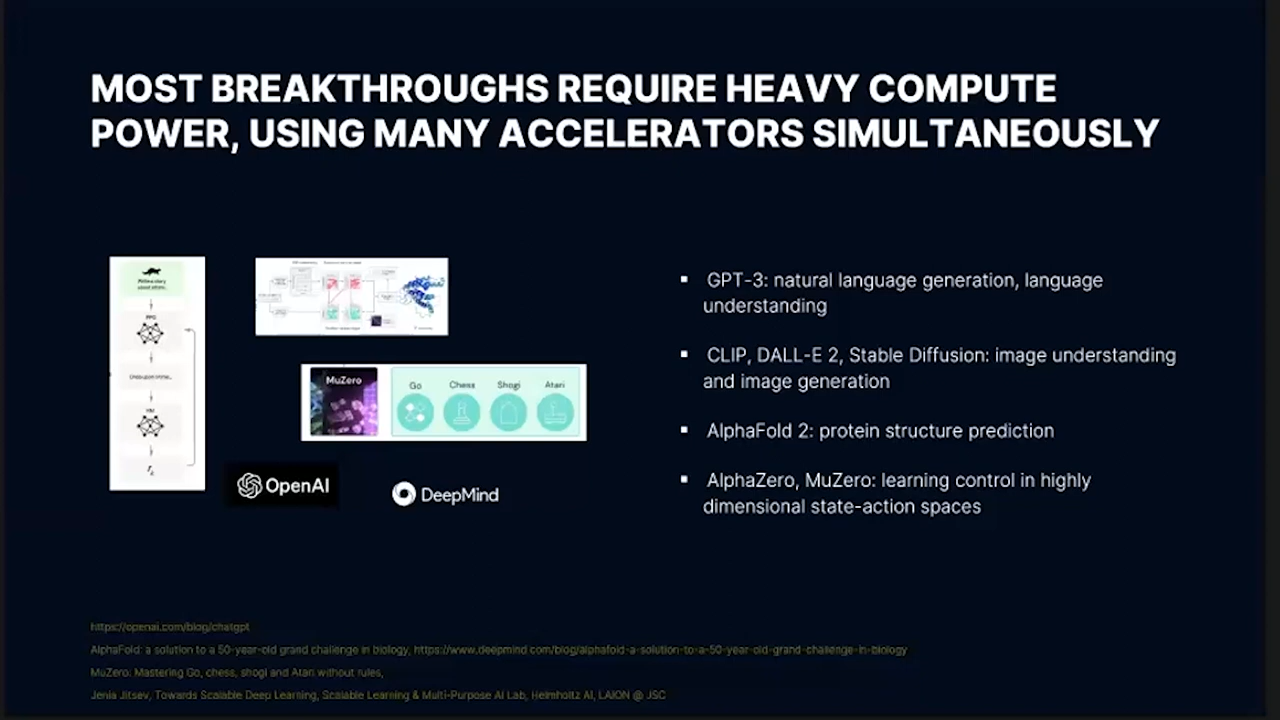 MOST BREAKTHROUGHS REQUIRE HEAVY COMPUTE
POWER, USING MANY ACCELERATORS SIMULTANEOUSLY
PPO
RM
MuZero
Go Chess Shogi Atari
OpenAI
DeepMind
▪ GPT-3: natural language generation, language
understanding
▪ CLIP, DALL-E 2, Stable Diffusion: image understanding
and image generation
▪ AlphaFold 2: protein structure prediction
▪ AlphaZero, MuZero: learning control in highly
dimensional state-action spaces
https://openai.com/blog/chatgpt
AlphaFold: a solution to a 50-year-old grand challenge in biology, https://www.deepmind.com/blog/alphafold-a-solution-to-a-50-year-old-grand-challenge-in-biology
MuZero: Mastering Go, chess, shogi and Atari without rules,
Jenia Jitsev, Towards Scalable Deep Learning, Scalable Learning & Multi-Purpose AI Lab, Helmholtz AI, LAION @ JSC